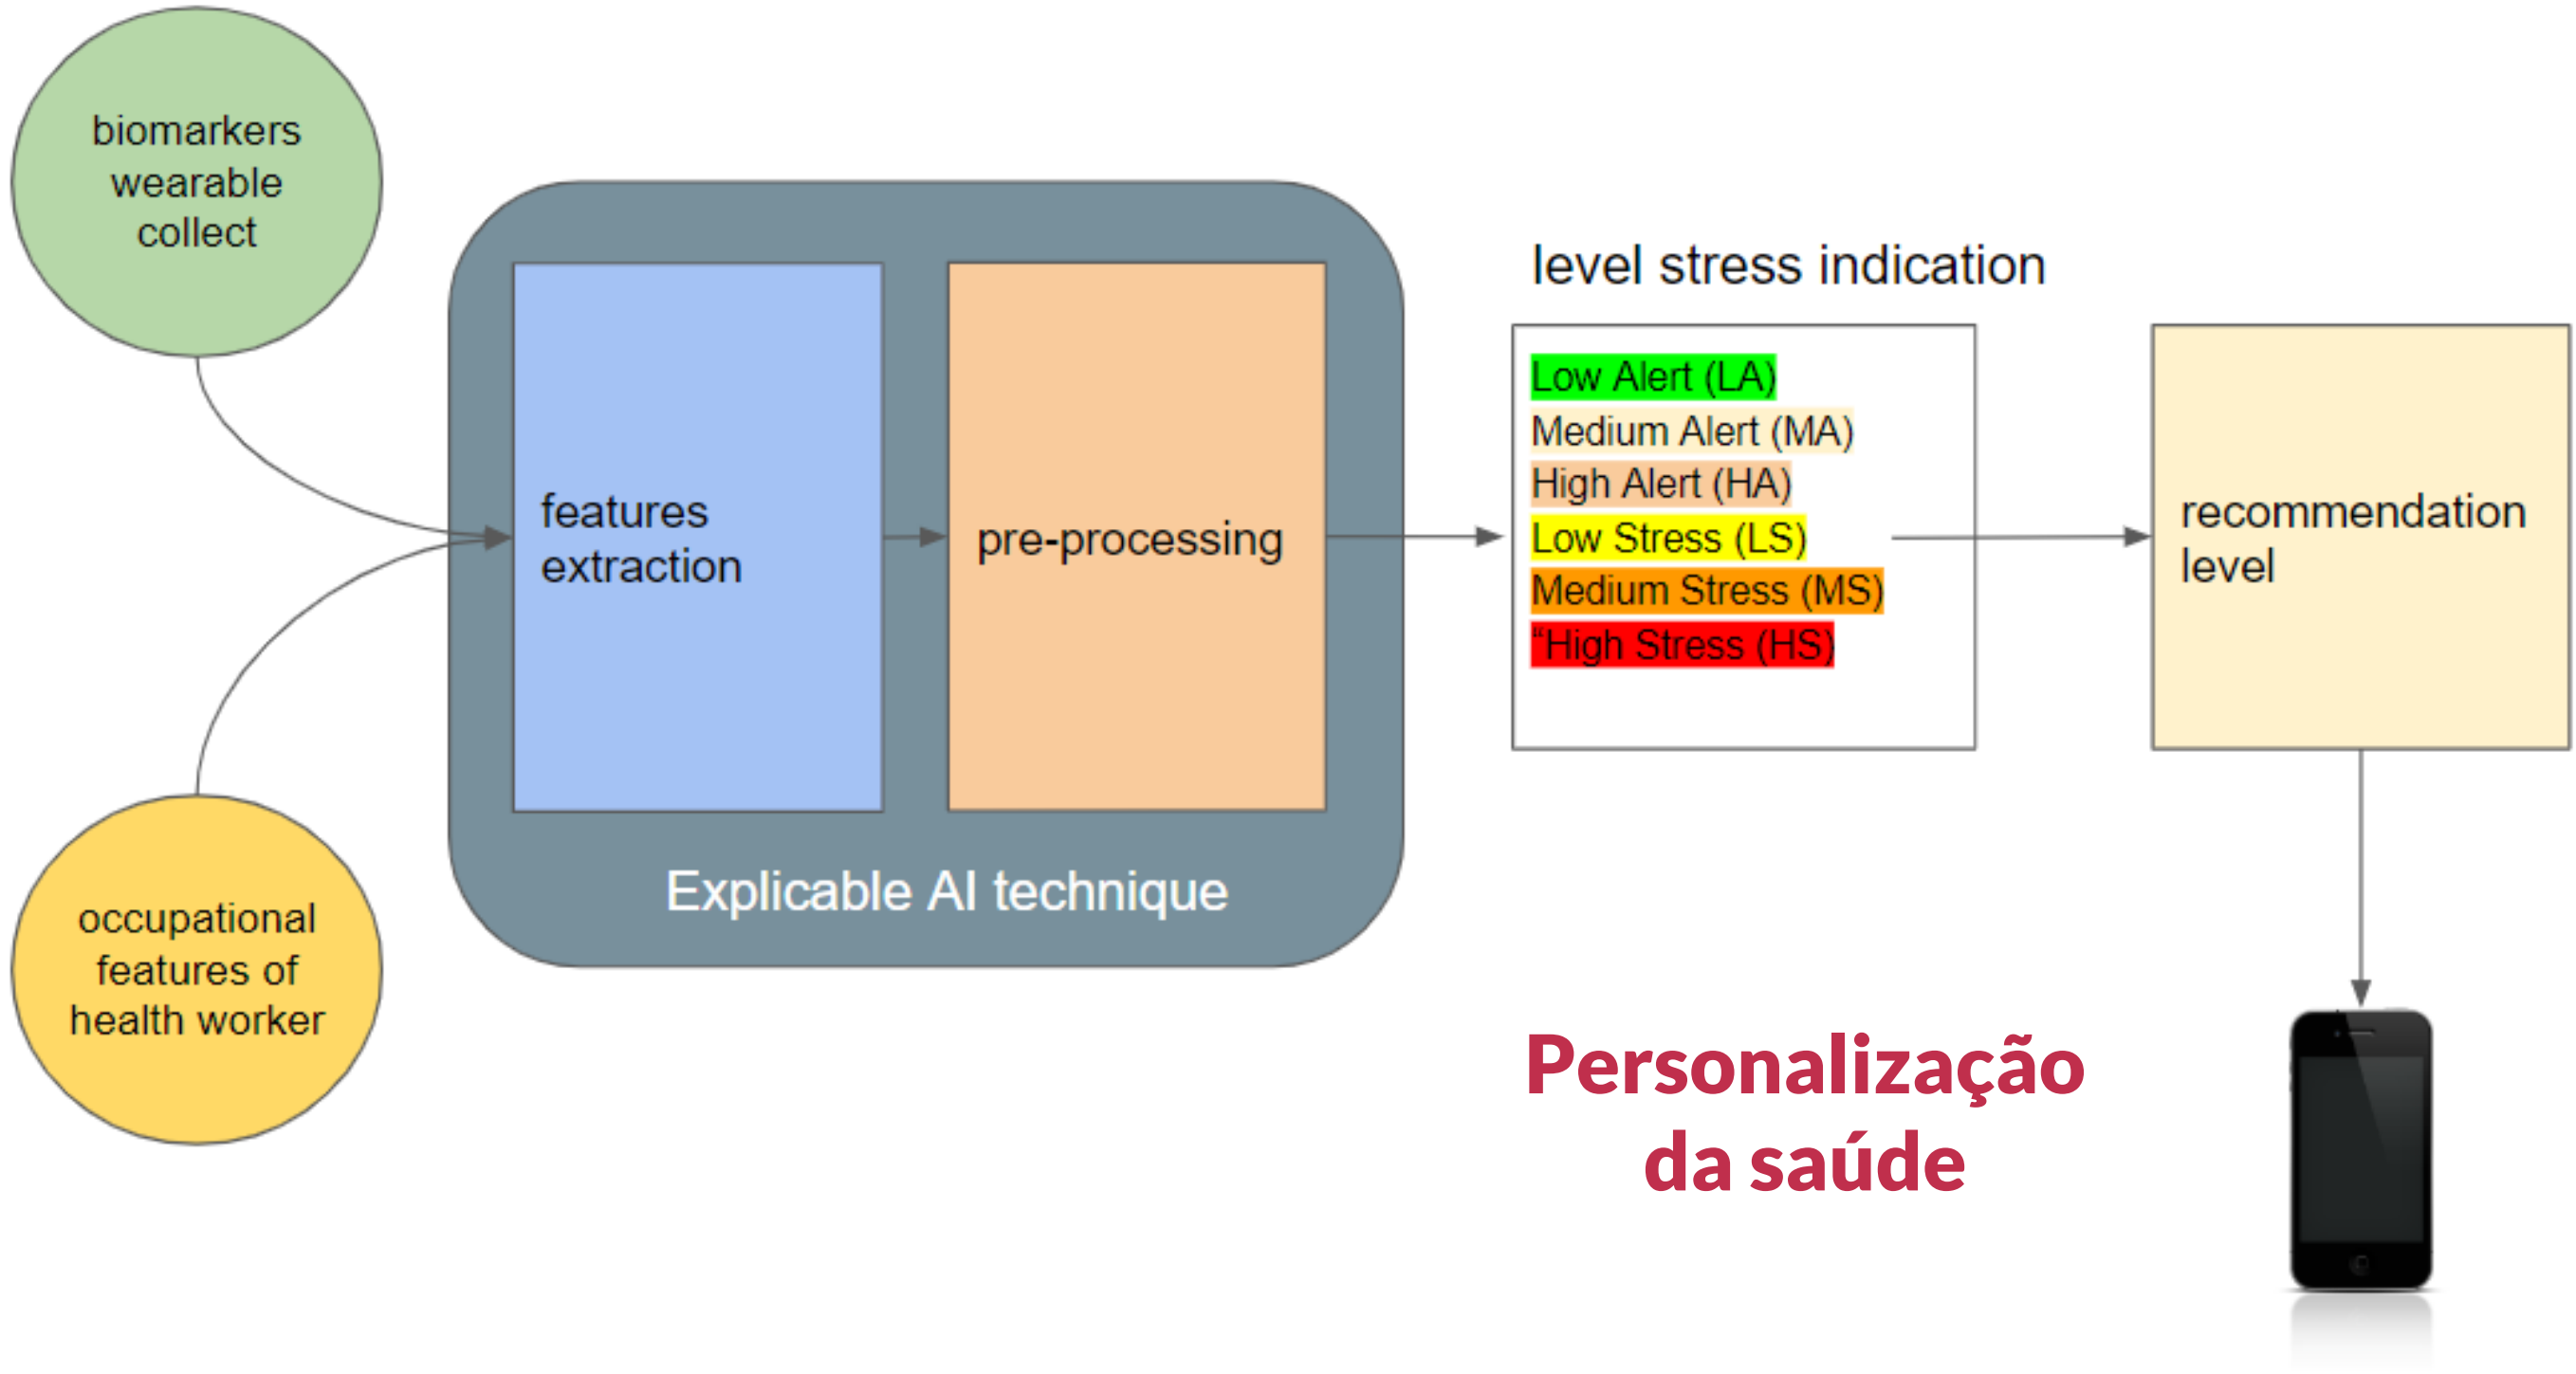 biomarkers
wearable
collect
occupational
features of
health worker
features
extraction
pre-processing
Explicable AI technique
level stress indication
Low Alert (LA)
Medium Alert (MA)
High Alert (HA)
Low Stress (LS)
Medium Stress (MS)
“High Stress (HS)
recommendation
level
Personalização
da saúde